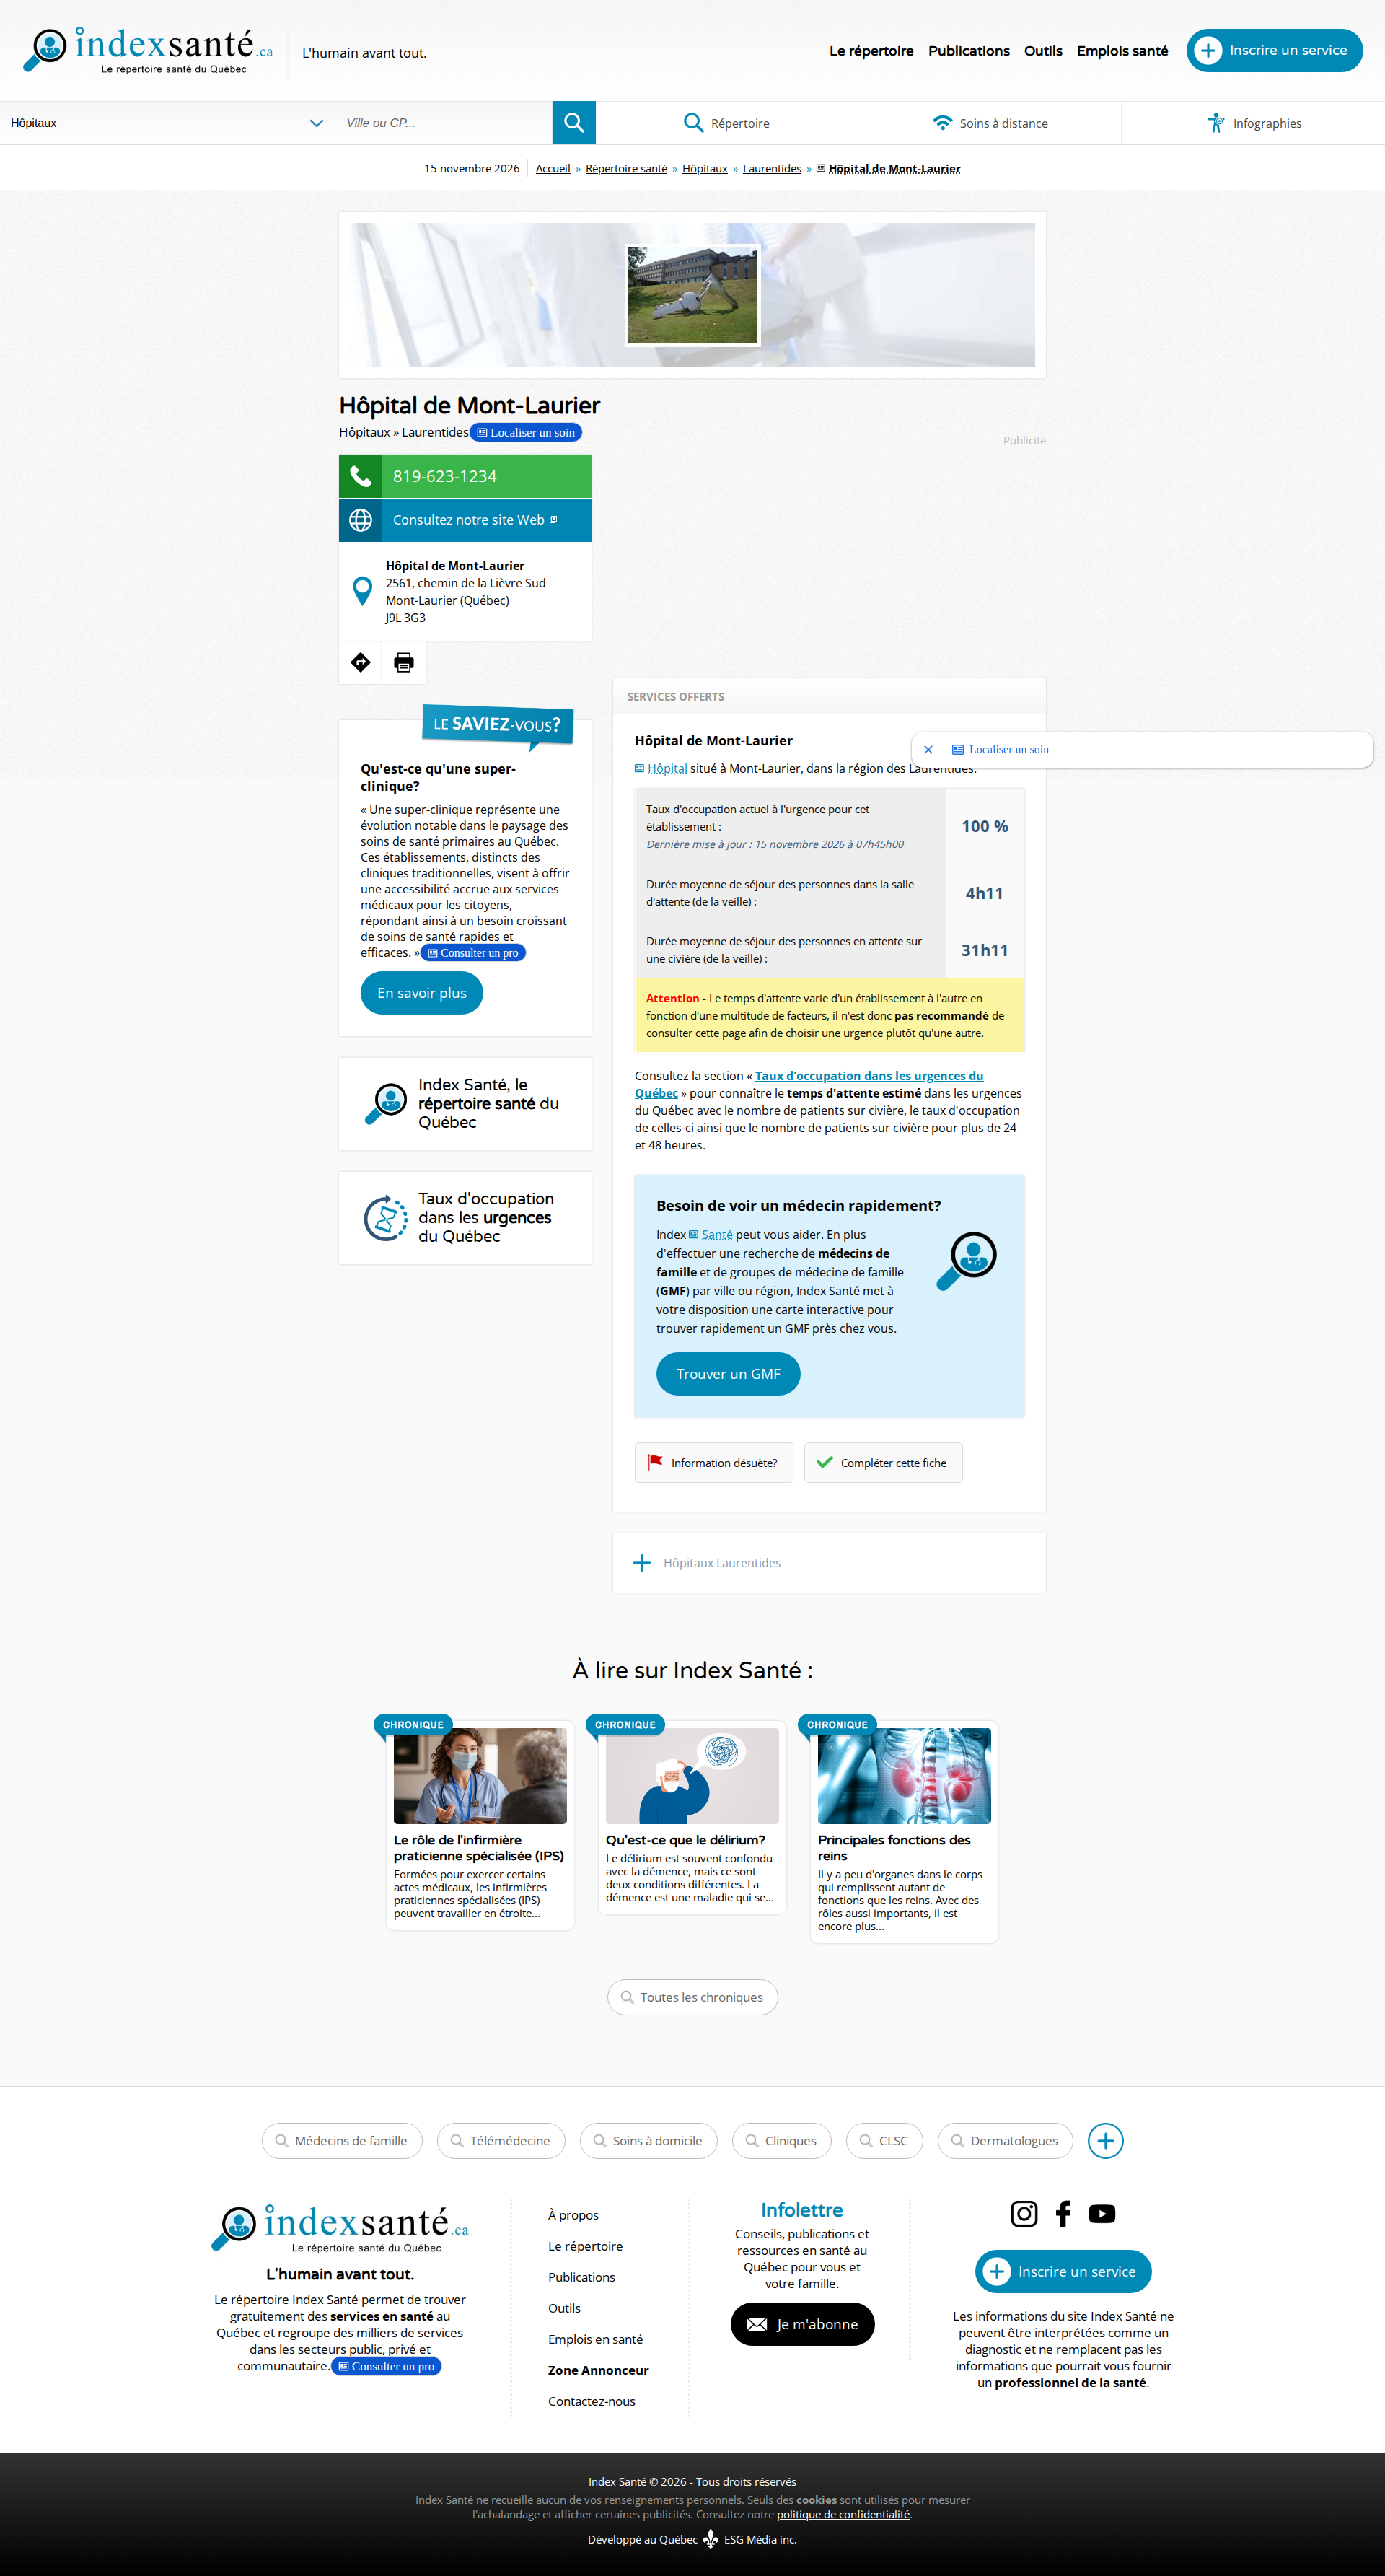 indexsanté.ca
Le répertoire santé du Québec
L'humain avant tout.
Le répertoire
Publications
Outils
Emplois santé
Inscrire un service
Hôpitaux
Ville ou CP...
Répertoire
Soins à distance
Infographies
15 novembre 2026
Accueil » Répertoire santé » Hôpitaux » Laurentides » Hôpital de Mont-Laurier
Hôpital de Mont-Laurier
Hôpitaux » Laurentides Localiser un soin
Publicité
819-623-1234
Consultez notre site Web
Hôpital de Mont-Laurier
2561, chemin de la Lièvre Sud
Mont-Laurier (Québec)
J9L 3G3
LE SAVIEZ-VOUS?
Qu'est-ce qu'une super-
clinique?
« Une super-clinique représente une
évolution notable dans le paysage des
soins de santé primaires au Québec.
Ces établissements, distincts des
cliniques traditionnelles, visent à offrir
une accessibilité accrue aux services
médicaux pour les citoyens,
répondant ainsi à un besoin croissant
de soins de santé rapides et
efficaces. » Consulter un pro
En savoir plus
Index Santé, le
répertoire santé du
Québec
Taux d'occupation
dans les urgences
du Québec
SERVICES OFFERTS
Hôpital de Mont-Laurier
Localiser un soin
Hôpital situé à Mont-Laurier, dans la région des Laurentides.
Taux d'occupation actuel à l'urgence pour cet
établissement :
Dernière mise à jour : 15 novembre 2026 à 07h45h00
100 %
Durée moyenne de séjour des personnes dans la salle
d'attente (de la veille) :
4h11
Durée moyenne de séjour des personnes en attente sur
une civière (de la veille) :
31h11
Attention - Le temps d'attente varie d'un établissement à l'autre en
fonction d'une multitude de facteurs, il n'est donc pas recommandé de
consulter cette page afin de choisir une urgence plutôt qu'une autre.
Consultez la section « Taux d'occupation dans les urgences du
Québec » pour connaître le temps d'attente estimé dans les urgences
du Québec avec le nombre de patients sur civière, le taux d'occupation
de celles-ci ainsi que le nombre de patients sur civière pour plus de 24
et 48 heures.
Besoin de voir un médecin rapidement?
Index Santé peut vous aider. En plus
d'effectuer une recherche de médecins de
famille et de groupes de médecine de famille
(GMF) par ville ou région, Index Santé met à
votre disposition une carte interactive pour
trouver rapidement un GMF près chez vous.
Trouver un GMF
Information désuète?
Compléter cette fiche
Hôpitaux Laurentides
À lire sur Index Santé :
CHRONIQUE
Le rôle de l'infirmière
praticienne spécialisée (IPS)
Formées pour exercer certains
actes médicaux, les infirmières
praticiennes spécialisées (IPS)
peuvent travailler en étroite...
CHRONIQUE
Qu'est-ce que le délirium?
Le délirium est souvent confondu
avec la démence, mais ce sont
deux conditions différentes. La
démence est une maladie qui se...
CHRONIQUE
Principales fonctions des
reins
Il y a peu d'organes dans le corps
qui remplissent autant de
fonctions que les reins. Avec des
rôles aussi importants, il est
encore plus...
Toutes les chroniques
Médecins de famille
Télémédecine
Soins à domicile
Cliniques
CLSC
Dermatologues
indexsanté.ca
Le répertoire santé du Québec
L'humain avant tout.
Le répertoire Index Santé permet de trouver
gratuitement des services en santé au
Québec et regroupe des milliers de services
dans les secteurs public, privé et
communautaire. Consulter un pro
À propos
Le répertoire
Publications
Outils
Emplois en santé
Zone Annonceur
Contactez-nous
Infolettre
Conseils, publications et
ressources en santé au
Québec pour vous et
votre famille.
Je m'abonne
Inscrire un service
Les informations du site Index Santé ne
peuvent être interprétées comme un
diagnostic et ne remplacent pas les
informations que pourrait vous fournir
un professionnel de la santé.
Index Santé © 2026 - Tous droits réservés
Index Santé ne recueille aucun de vos renseignements personnels. Seuls des cookies sont utilisés pour mesurer
l'achalandage et afficher certaines publicités. Consultez notre politique de confidentialité.
Développé au Québec ESG Média inc.